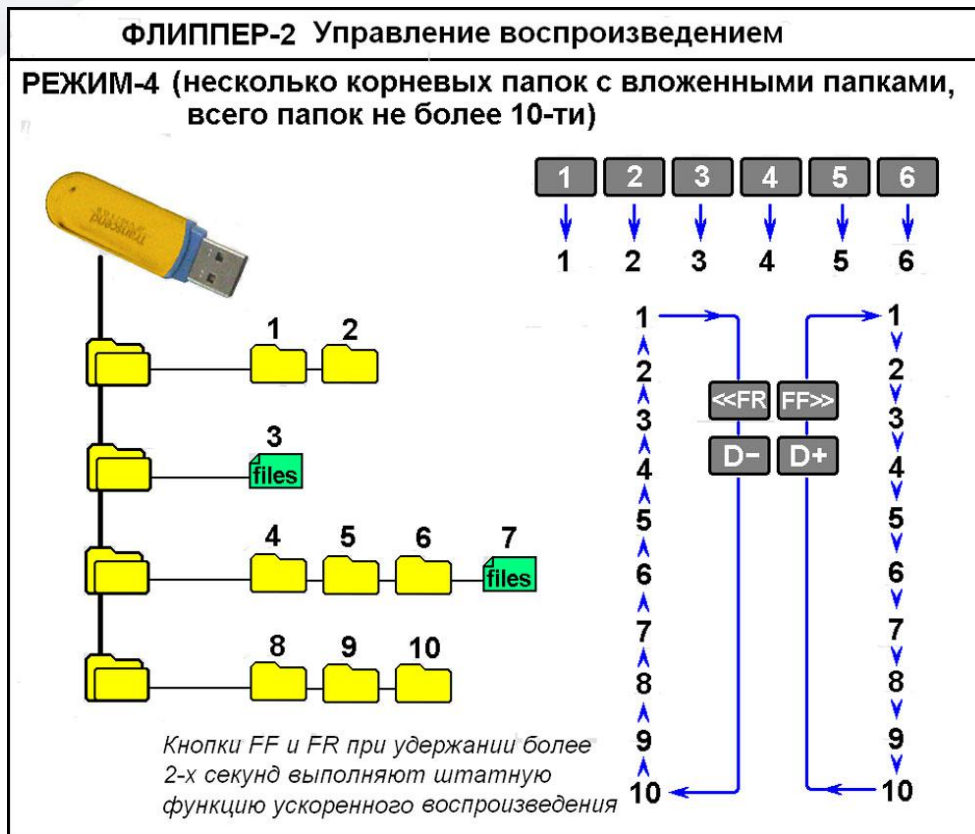 ФЛИППЕР-2 Управление воспроизведением
РЕЖИМ-4 (несколько корневых папок с вложенными папками,
всего папок не более 10-ти)
1 2 3 4 5 6
1 2 3 4 5 6
Transcend
1 2
3
files
4 5 6 7
files
8 9 10
1
2
3
4
5
6
7
8
9
10
<<FR FF>>
D- D+
1
2
3
4
5
6
7
8
9
10
Кнопки FF и FR при удержании более
2-х секунд выполняют штатную
функцию ускоренного воспроизведения